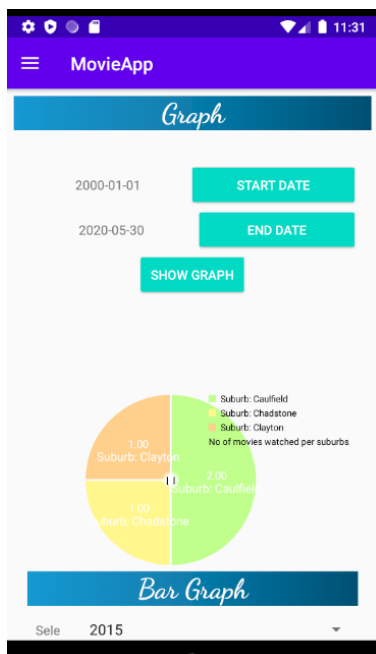 11:31
MovieApp
Graph
2000-01-01 START DATE
2020-05-30 END DATE
SHOW GRAPH
Suburb: Caulfield
Suburb: Chadstone
Suburb: Clayton
No of movies watched per suburbs
1.00
Suburb: Clayton
2.00
Suburb: Caulfield
1.00
Suburb: Chadstone
Bar Graph
Sele 2015